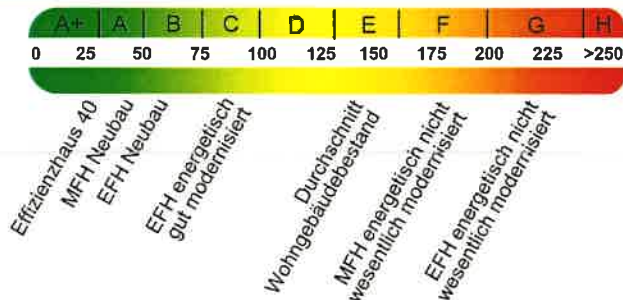 A+ A B C D E F G H
0 25 50 75 100 125 150 175 200 225 >250
Effizienzhaus 40
MFH Neubau
EFH Neubau
EFH energetisch
gut modernisiert
Durchschnitt
Wohngebäudebestand
MFH energetisch nicht
wesentlich modernisiert
EFH energetisch nicht
wesentlich modernisiert